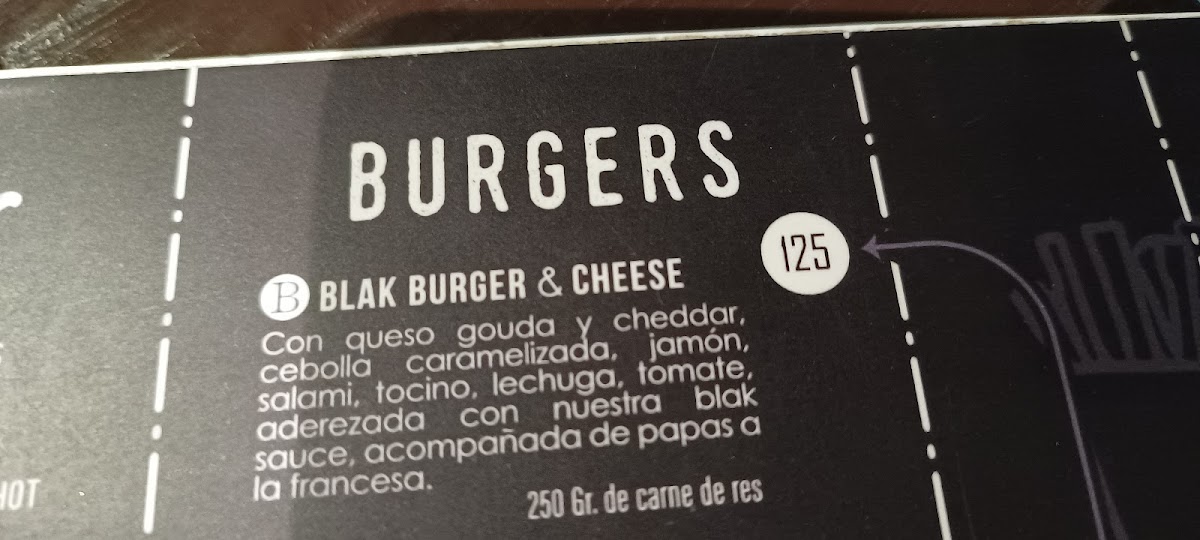 BURGERS
125
B BLAK BURGER & CHEESE
Con queso gouda y cheddar,
cebolla caramelizada, jamón,
salami, tocino, lechuga, tomate,
aderezada con nuestra blak
sauce, acompañada de papas a
la francesa.
250 Gr. de carne de res
HOT